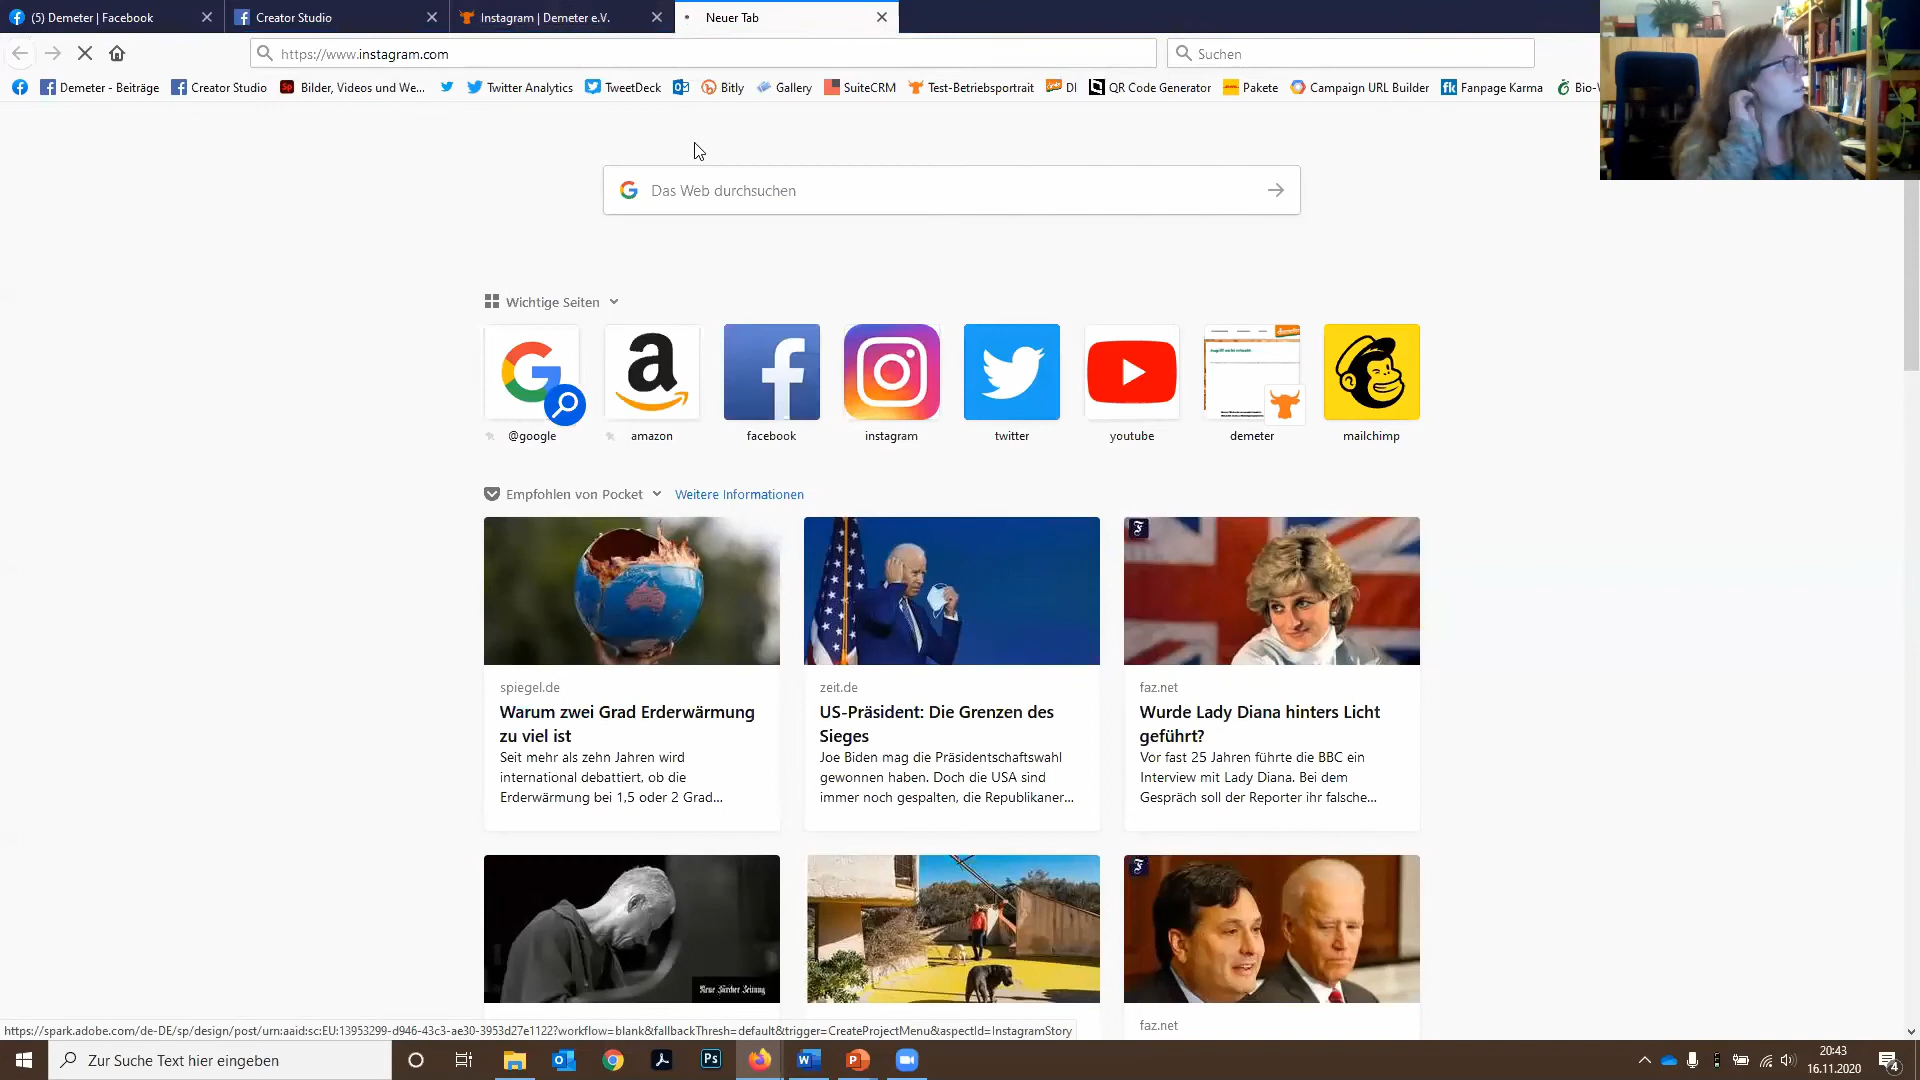 (5) Demeter | Facebook
Creator Studio
Instagram | Demeter e.V.
Neuer Tab
https://www.instagram.com
Suchen
Demeter - Beiträge
Creator Studio
Bilder, Videos und We...
Twitter Analytics
TweetDeck
Bitly
Gallery
SuiteCRM
Test-Betriebsportrait
DI
QR Code Generator
Pakete
Campaign URL Builder
Fanpage Karma
Bio-
Das Web durchsuchen
Wichtige Seiten
@google
amazon
facebook
instagram
twitter
youtube
demeter
mailchimp
Empfohlen von Pocket
Weitere Informationen
spiegel.de
Warum zwei Grad Erderwärmung
zu viel ist
Seit mehr als zehn Jahren wird
international debattiert, ob die
Erderwärmung bei 1,5 oder 2 Grad...
zeit.de
US-Präsident: Die Grenzen des
Sieges
Joe Biden mag die Präsidentschaftswahl
gewonnen haben. Doch die USA sind
immer noch gespalten, die Republikaner...
faz.net
Wurde Lady Diana hinters Licht
geführt?
Vor fast 25 Jahren führte die BBC ein
Interview mit Lady Diana. Bei dem
Gespräch soll der Reporter ihr falsche...
Neue Zürcher Zeitung
faz.net
https://spark.adobe.com/de-DE/sp/design/post/urn:aaid:sc:EU:13953299-d946-43c3-ae30-3953d27e1122?workflow=blank&fallbackThresh=default&trigger=CreateProjectMenu&aspectId=InstagramStory
Zur Suche Text hier eingeben
20:43
16.11.2020
4